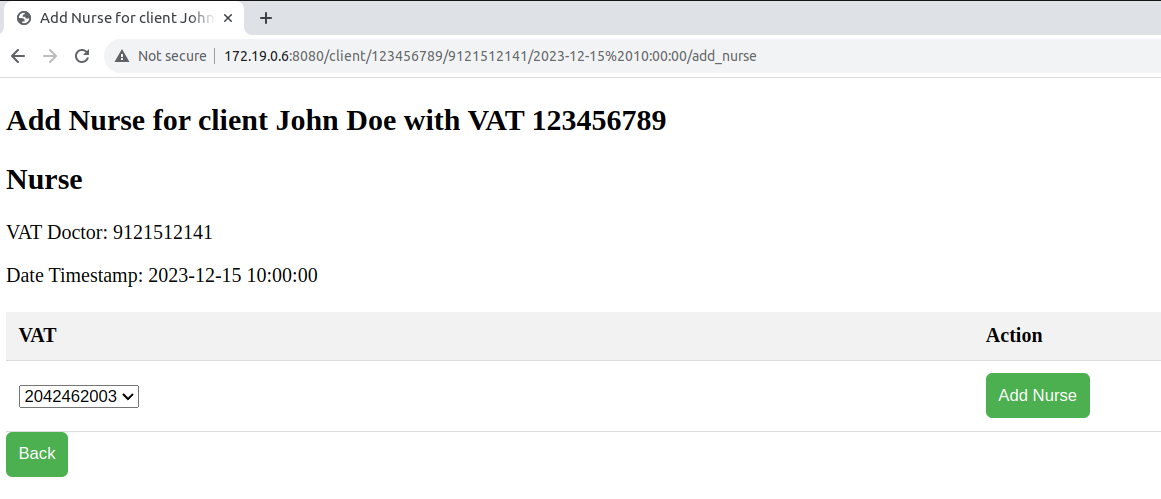 Add Nurse for client John
Not secure 172.19.0.6:8080/client/123456789/9121512141/2023-12-15%2010:00:00/add_nurse
Add Nurse for client John Doe with VAT 123456789
Nurse
VAT Doctor: 9121512141
Date Timestamp: 2023-12-15 10:00:00
VAT Action
2042462003 Add Nurse
Back